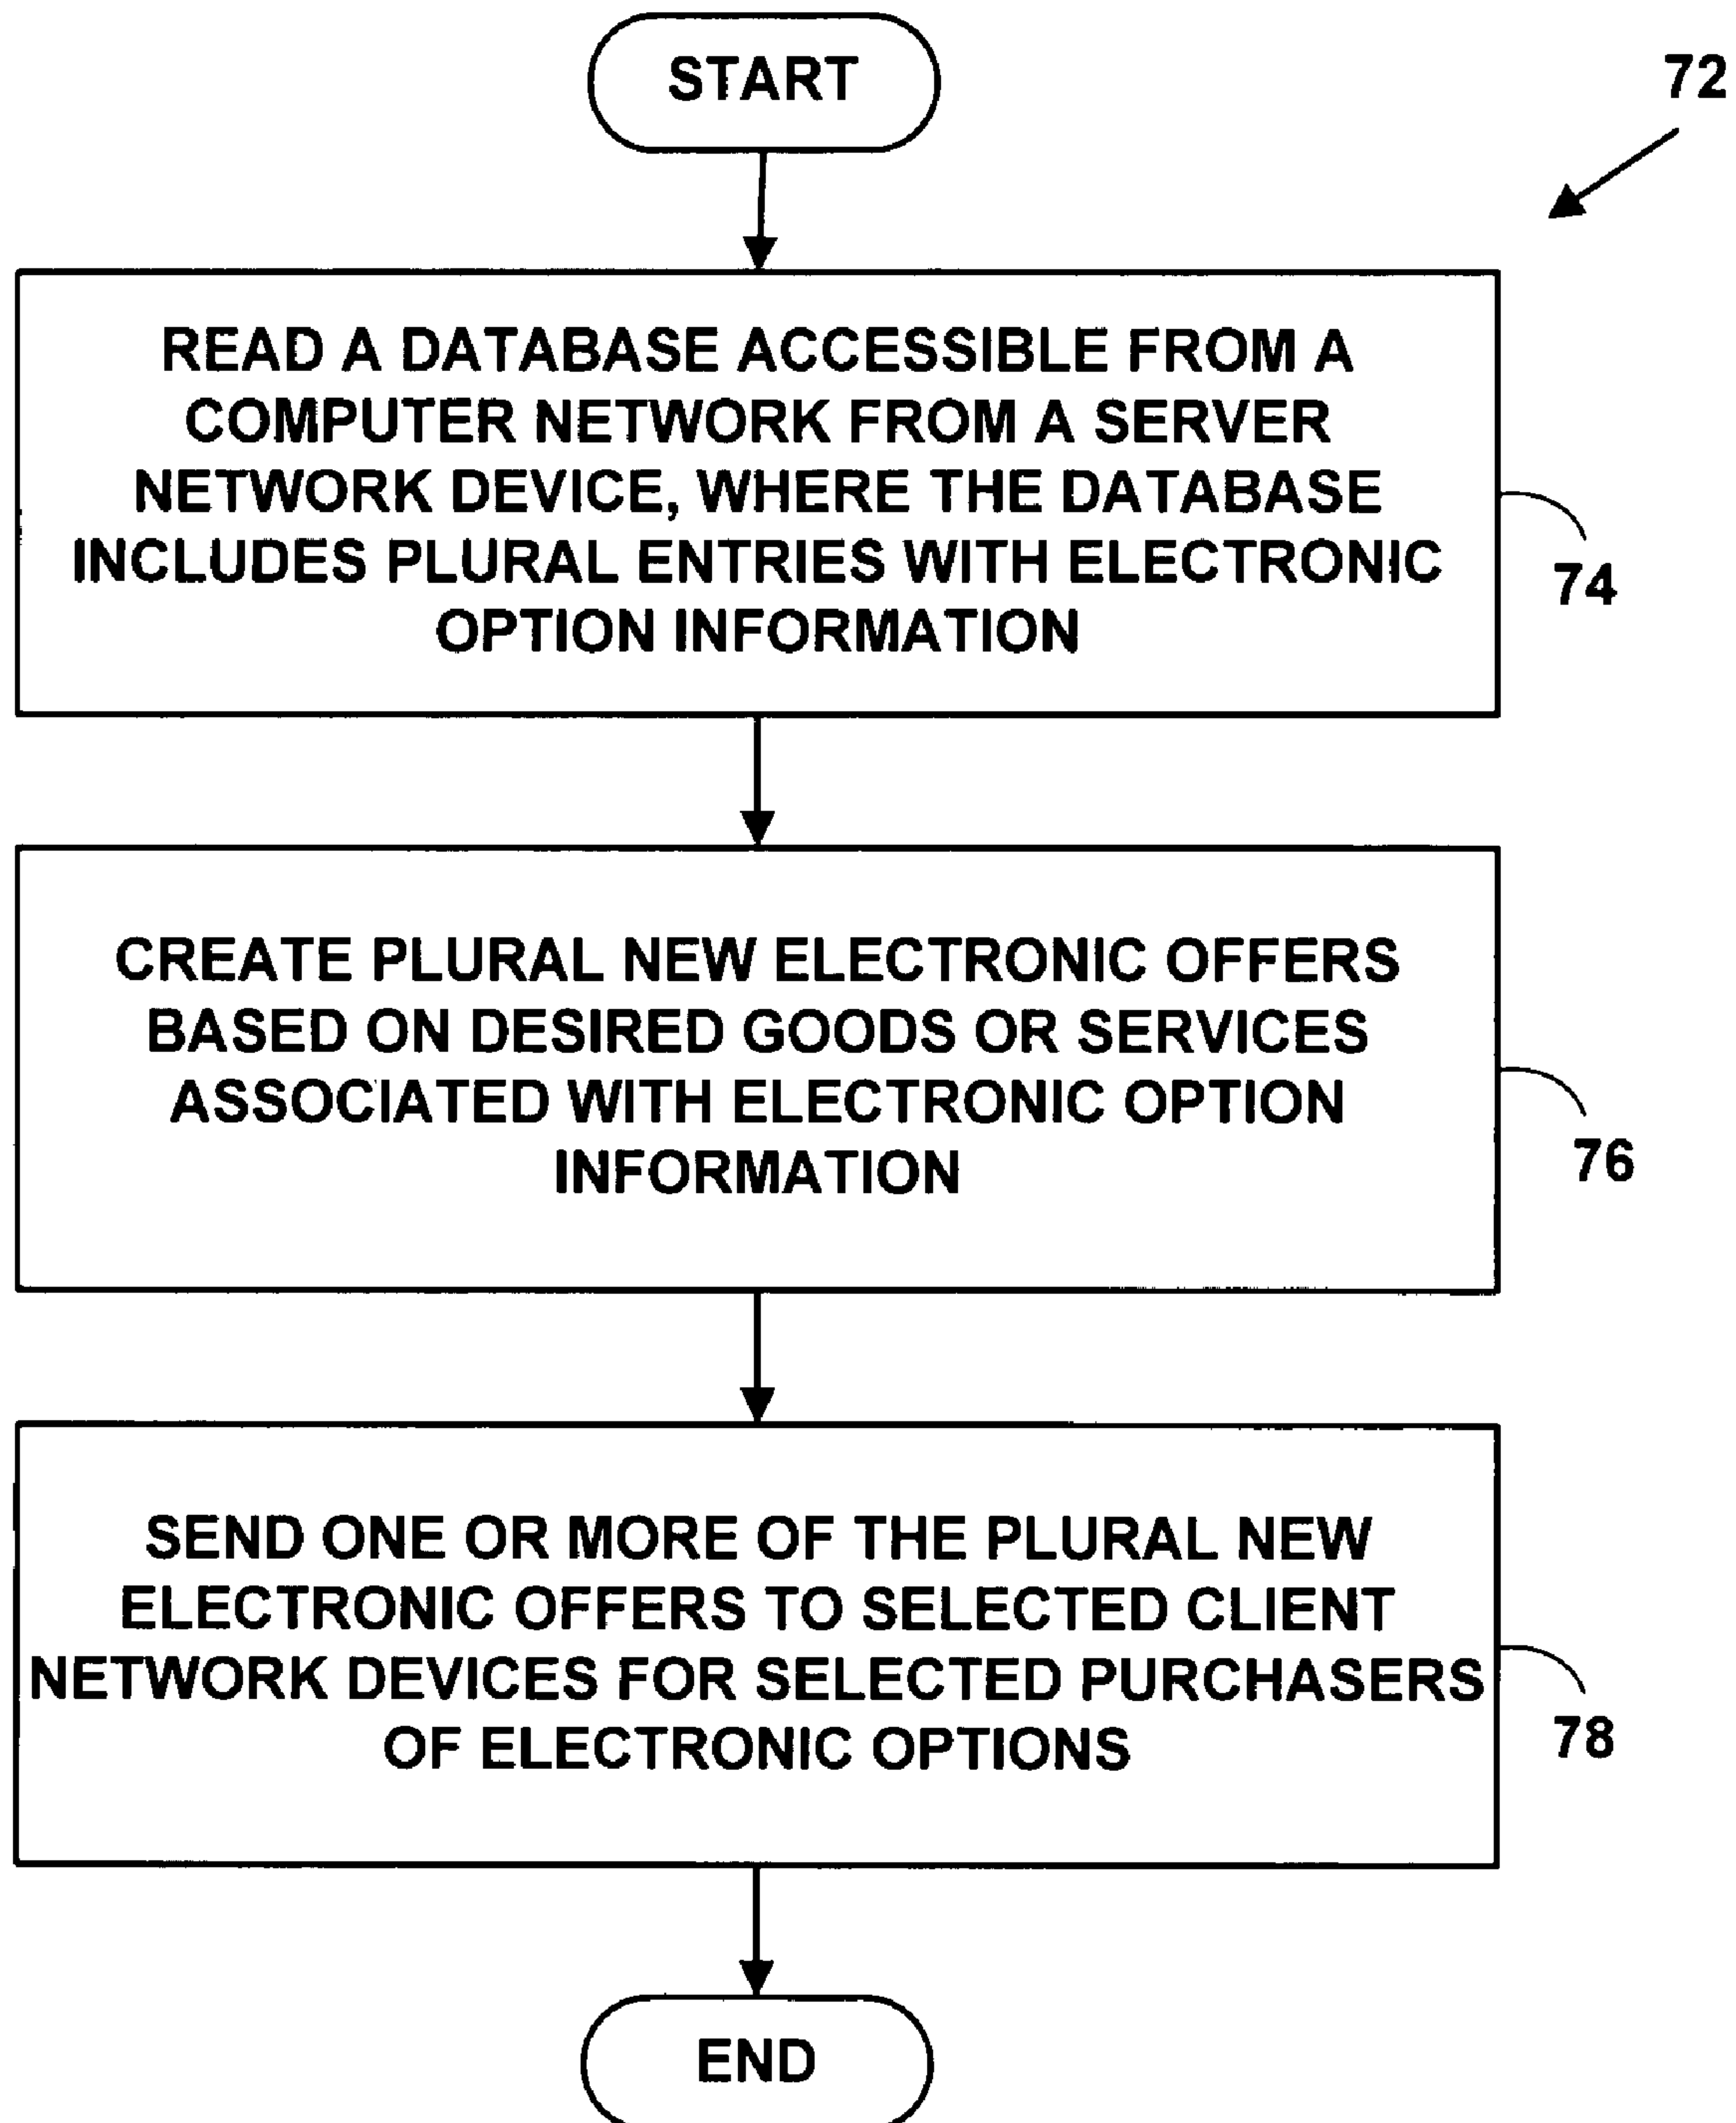 START
72
READ A DATABASE ACCESSIBLE FROM A
COMPUTER NETWORK FROM A SERVER
NETWORK DEVICE, WHERE THE DATABASE
INCLUDES PLURAL ENTRIES WITH ELECTRONIC
OPTION INFORMATION
74
CREATE PLURAL NEW ELECTRONIC OFFERS
BASED ON DESIRED GOODS OR SERVICES
ASSOCIATED WITH ELECTRONIC OPTION
INFORMATION
76
SEND ONE OR MORE OF THE PLURAL NEW
ELECTRONIC OFFERS TO SELECTED CLIENT
NETWORK DEVICES FOR SELECTED PURCHASERS
OF ELECTRONIC OPTIONS
78
END